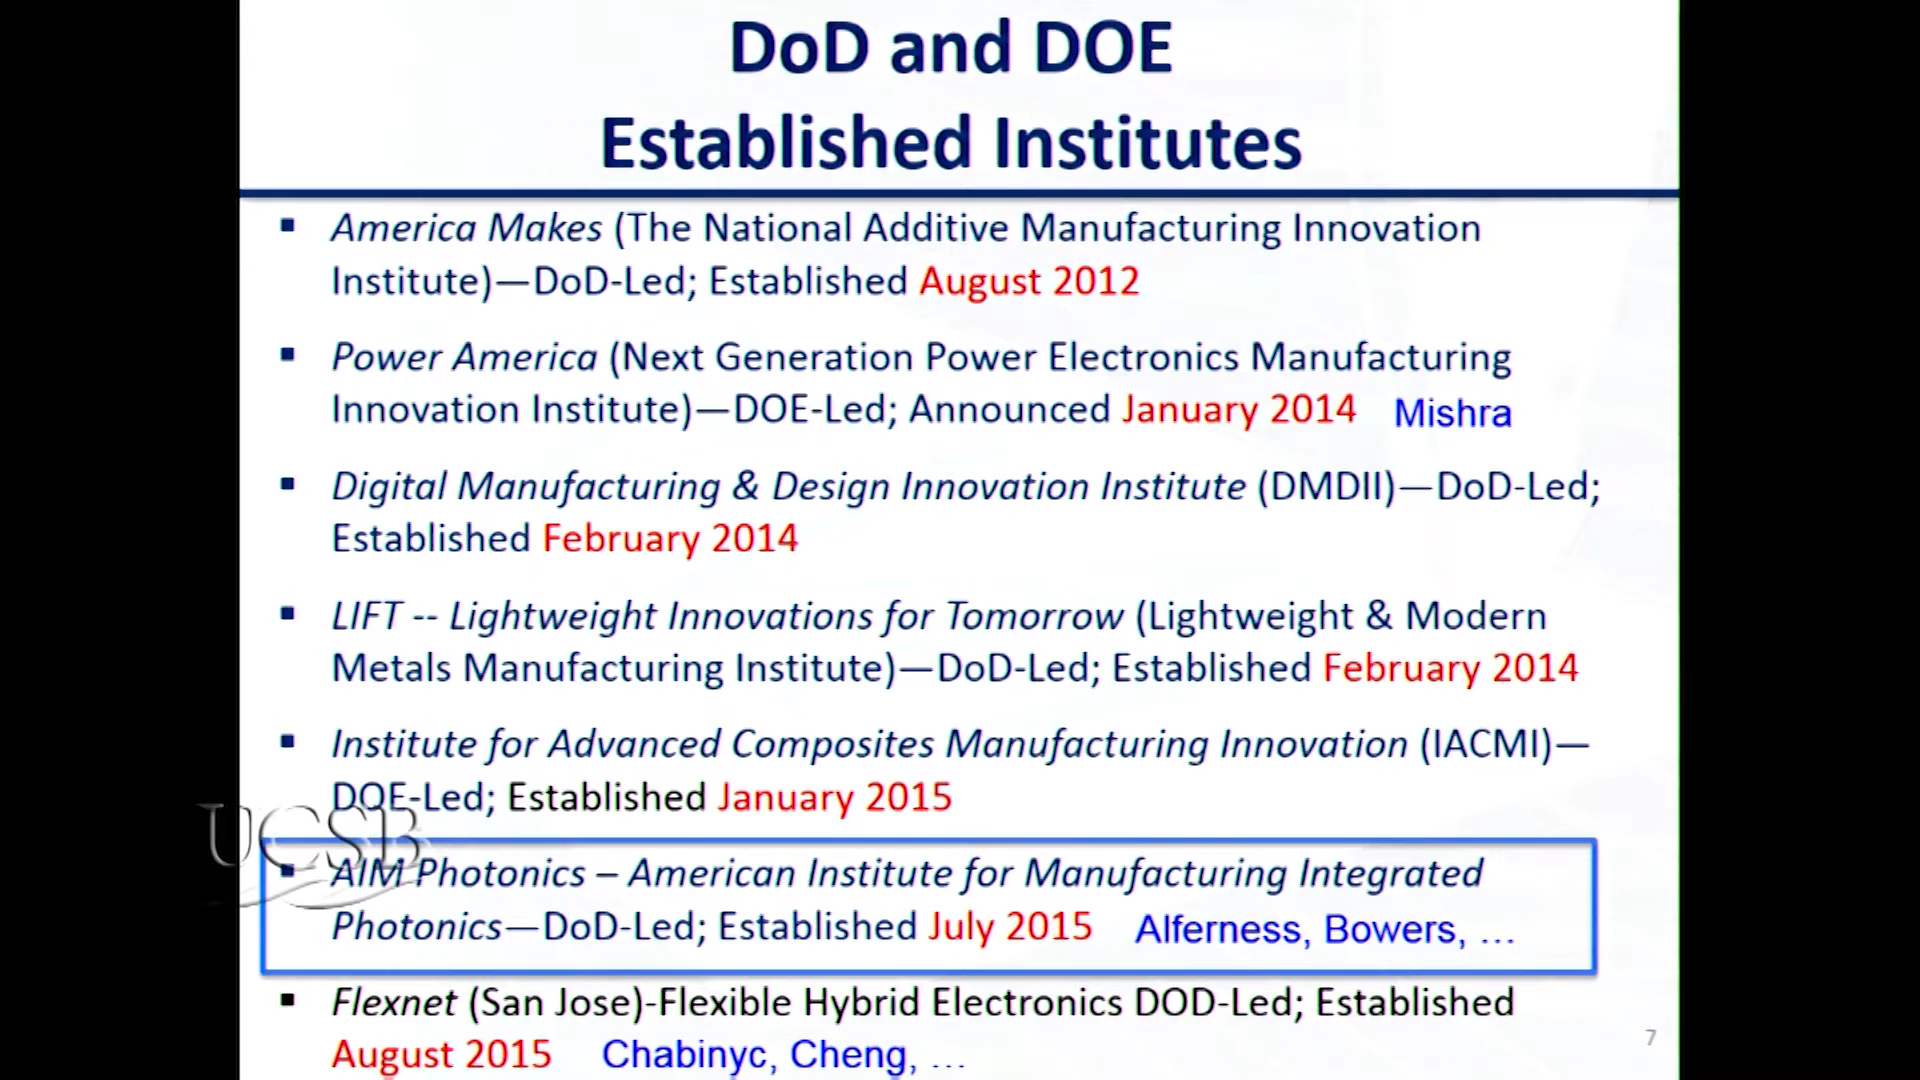 DoD and DOE
Established Institutes
▪ America Makes (The National Additive Manufacturing Innovation
Institute)—DoD-Led; Established August 2012
▪ Power America (Next Generation Power Electronics Manufacturing
Innovation Institute)—DOE-Led; Announced January 2014 Mishra
▪ Digital Manufacturing & Design Innovation Institute (DMDII)—DoD-Led;
Established February 2014
▪ LIFT -- Lightweight Innovations for Tomorrow (Lightweight & Modern
Metals Manufacturing Institute)—DoD-Led; Established February 2014
▪ Institute for Advanced Composites Manufacturing Innovation (IACMI)—
DOE-Led; Established January 2015
UCSB
▪ AIM Photonics – American Institute for Manufacturing Integrated
Photonics—DoD-Led; Established July 2015 Alferness, Bowers, …
▪ Flexnet (San Jose)-Flexible Hybrid Electronics DOD-Led; Established
August 2015 Chabinyc, Cheng, …
7